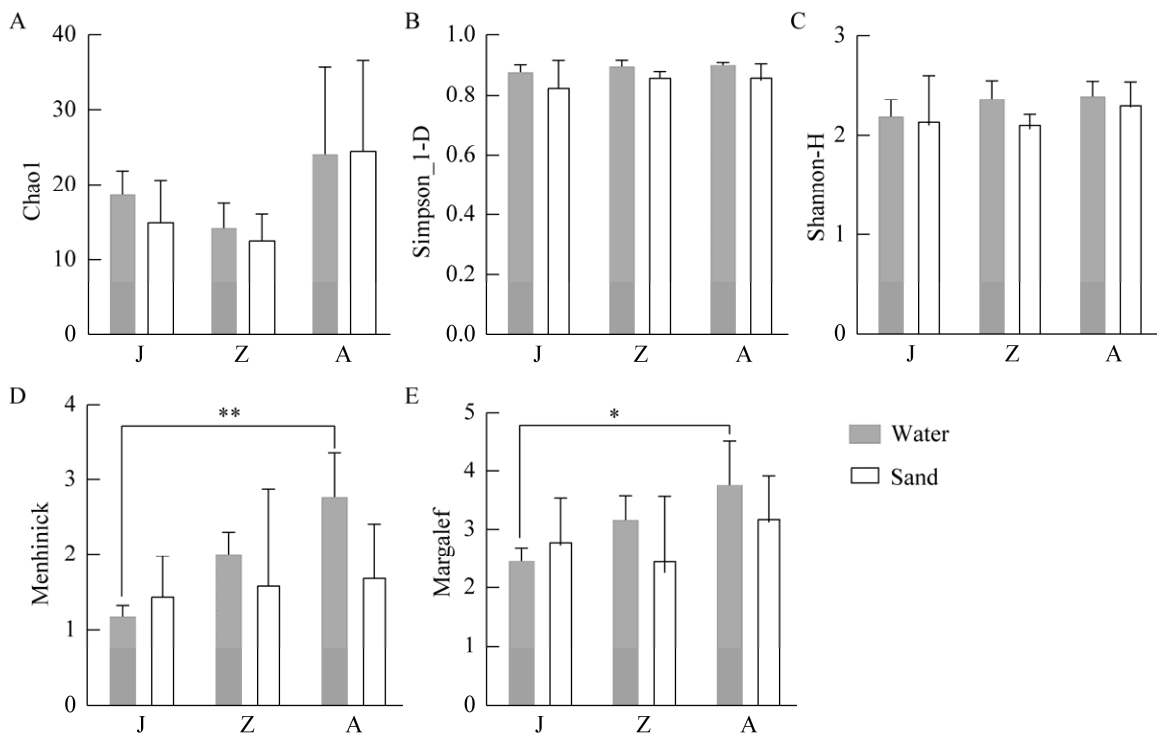 A
40
30
20
10
0
Chao1
J Z A
B
1.0
0.8
0.6
0.4
0.2
0.0
Simpson_1-D
J Z A
C
3
2
1
0
Shannon-H
J Z A
D
4
3
2
1
0
Menhinick
**
J Z A
E
5
4
3
2
1
0
Margalef
*
J Z A
Water
Sand